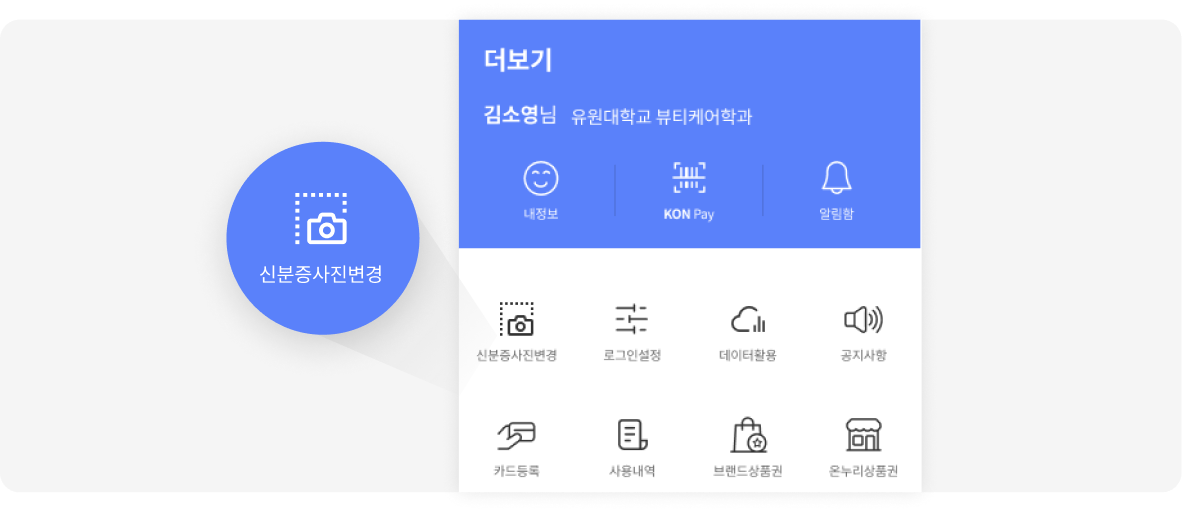 더보기
김소영님 유원대학교 뷰티케어학과
내정보 KON Pay 알림함
신분증사진변경
신분증사진변경 로그인설정 데이터활용 공지사항
카드등록 사용내역 브랜드상품권 온누리상품권